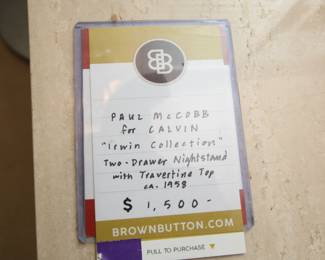 BB
PAUL McCOBB
for CALVIN
"Irwin Collection"
Two-Drawer Nightstand
with Travertine Top
ca. 1958
$ 1,500-
BROWNBUTTON.COM
PULL TO PURCHASE ▼